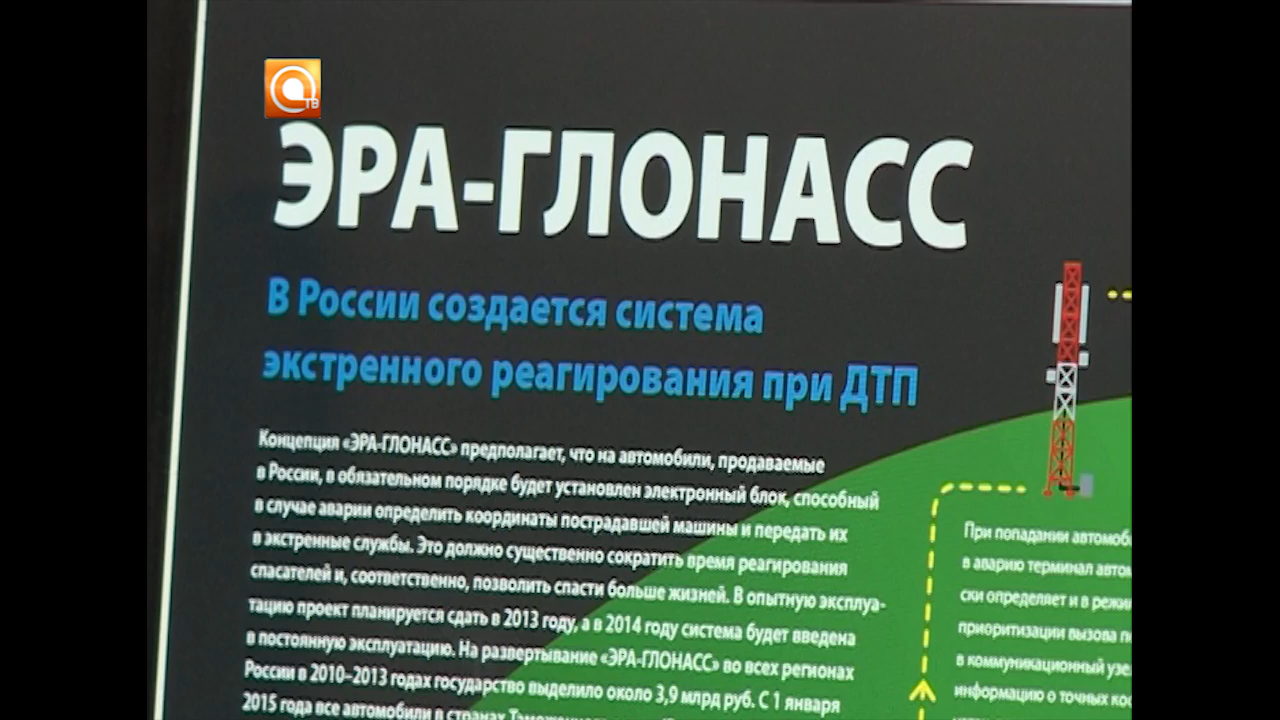 ТВ
ЭРА-ГЛОНАСС
В России создается система
экстренного реагирования при ДТП
Концепция «ЭРА-ГЛОНАСС» предполагает, что на автомобили, продаваемые
в России, в обязательном порядке будет установлен электронный блок, способный
в случае аварии определить координаты пострадавшей машины и передать их
в экстренные службы. Это должно существенно сократить время реагирования
спасателей и, соответственно, позволить спасти больше жизней. В опытную эксплуа-
тацию проект планируется сдать в 2013 году, а в 2014 году система будет введена
в постоянную эксплуатацию. На развертывание «ЭРА-ГЛОНАСС» во всех регионах
России в 2010–2013 годах государство выделило около 3,9 млрд руб. С 1 января
2015 года все автомобили в странах
При попадании автомоб
в аварию терминал автом
ски определяет и в режи
приоритизации вызова
в коммуникационный узе
информацию о точных